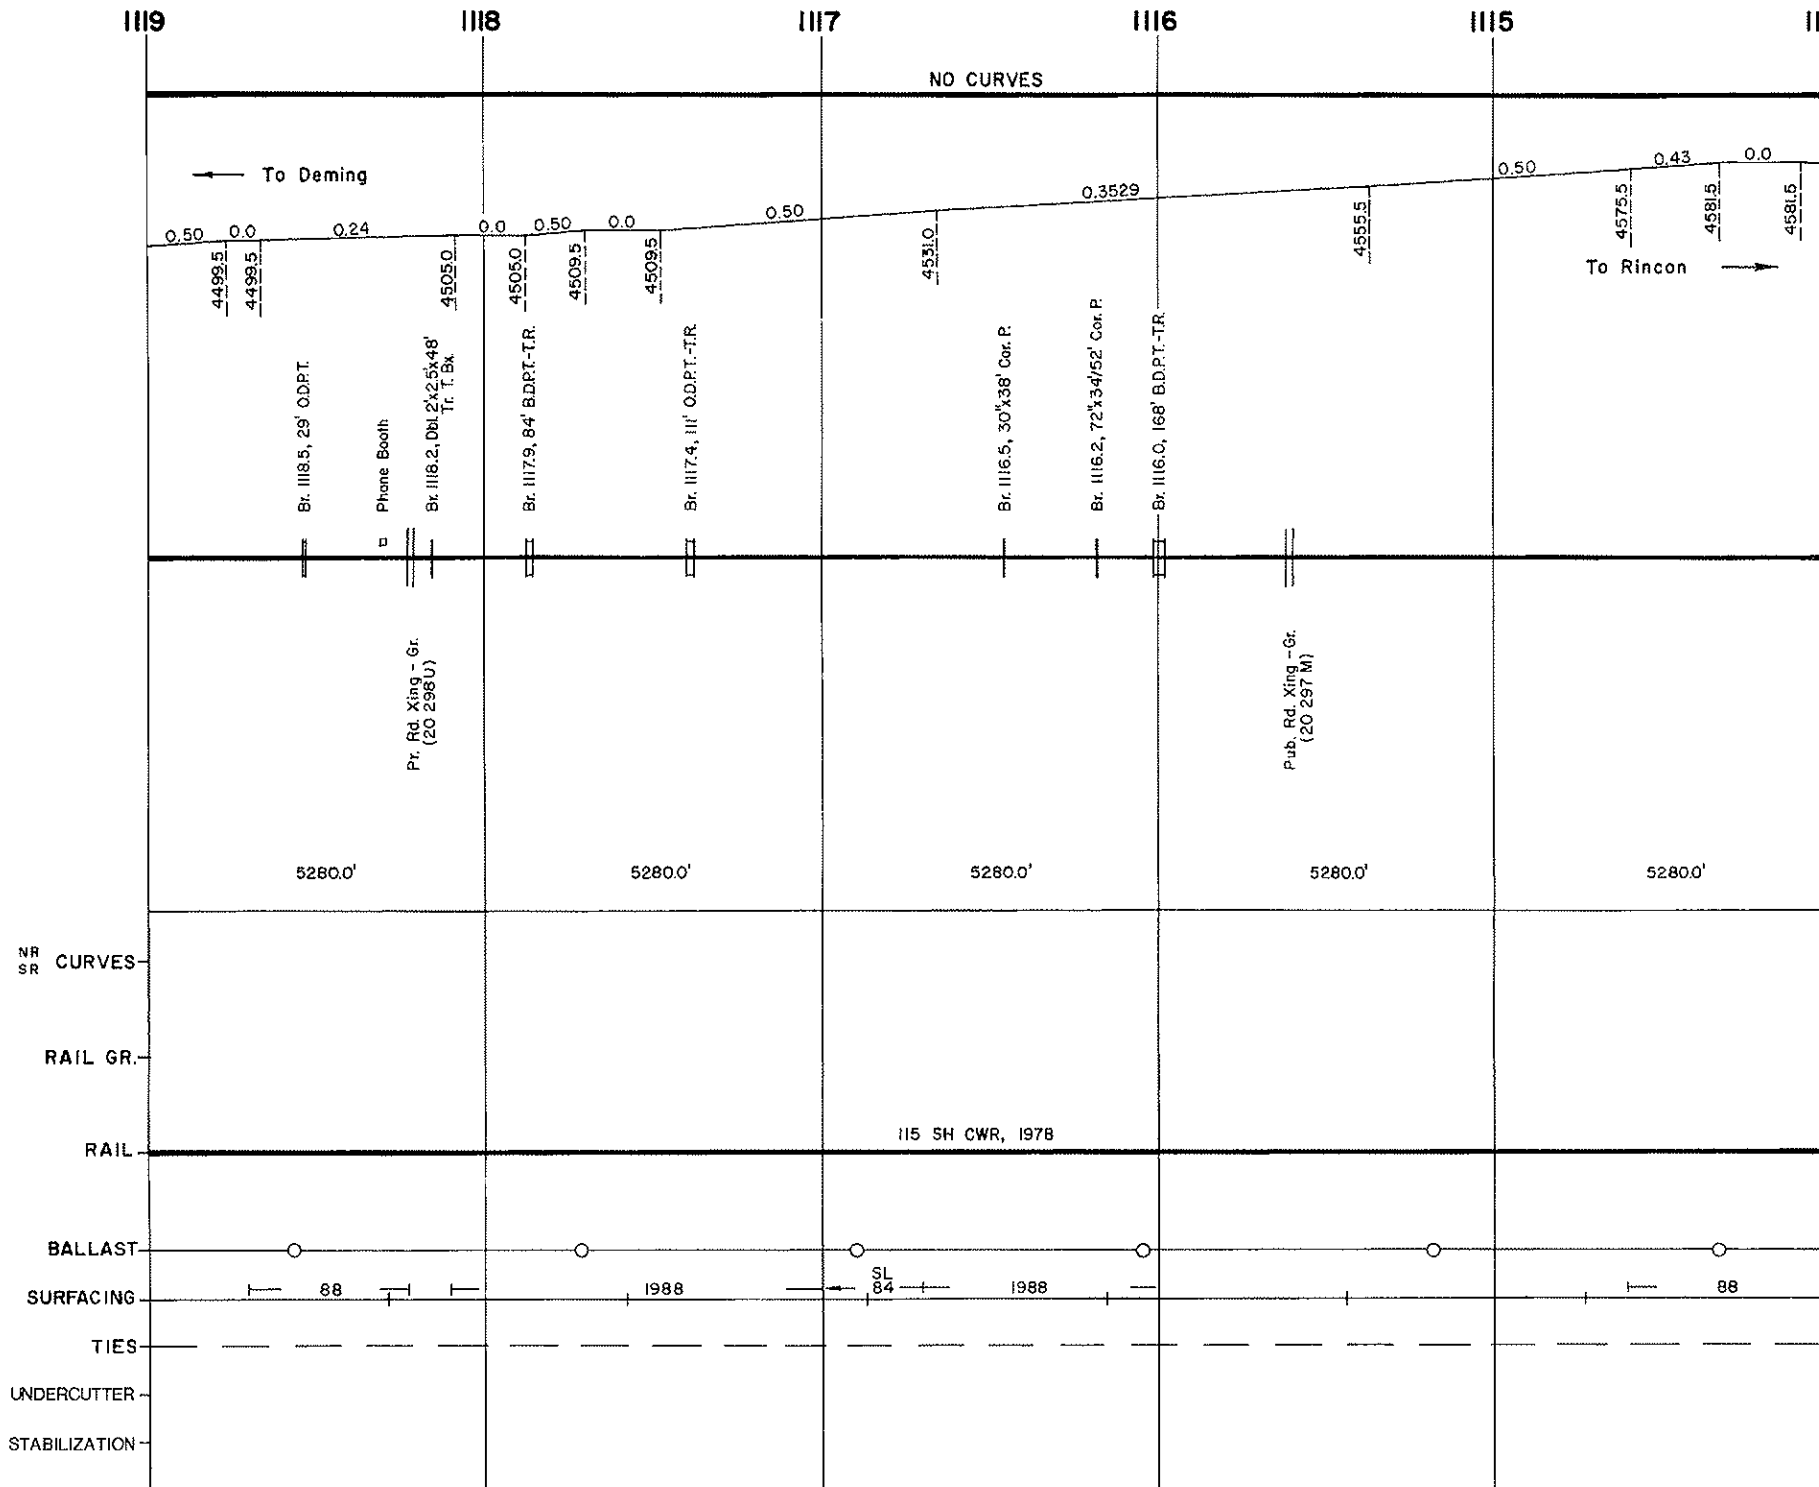 1119 1118 1117 1116 1115 11
NO CURVES
To Deming
0.50 0.0 0.24 0.0 0.50 0.0 0.50 0.3529 0.50 0.43 0.0
4499.5 4499.5 4505.0 4505.0 4509.5 4509.5 4531.0 4555.5 4575.5 4581.5 4581.5
To Rincon
Br. 1118.5, 29' O.D.P.T.
Phone Booth
Br. 1118.2, Dbl. 2'x2.5'x48'
Tr. T. Bx.
Br. 1117.9, 84' B.D.P.T.-T.R.
Br. 1117.4, 111' O.D.P.T.-T.R.
Br. 1116.5, 30"x38' Cor. P.
Br. 1116.2, 72"x34'/52' Cor. P.
Br. 1116.0, 168' B.D.P.T.-T.R.
Pr. Rd. Xing - Gr.
(20 298 U)
Pub. Rd. Xing - Gr.
(20 297 M)
5280.0' 5280.0' 5280.0' 5280.0' 5280.0'
NR
SR CURVES
RAIL GR.
RAIL
115 SH CWR, 1978
BALLAST
SURFACING
88 1988 SL 84 1988 88
TIES
UNDERCUTTER
STABILIZATION